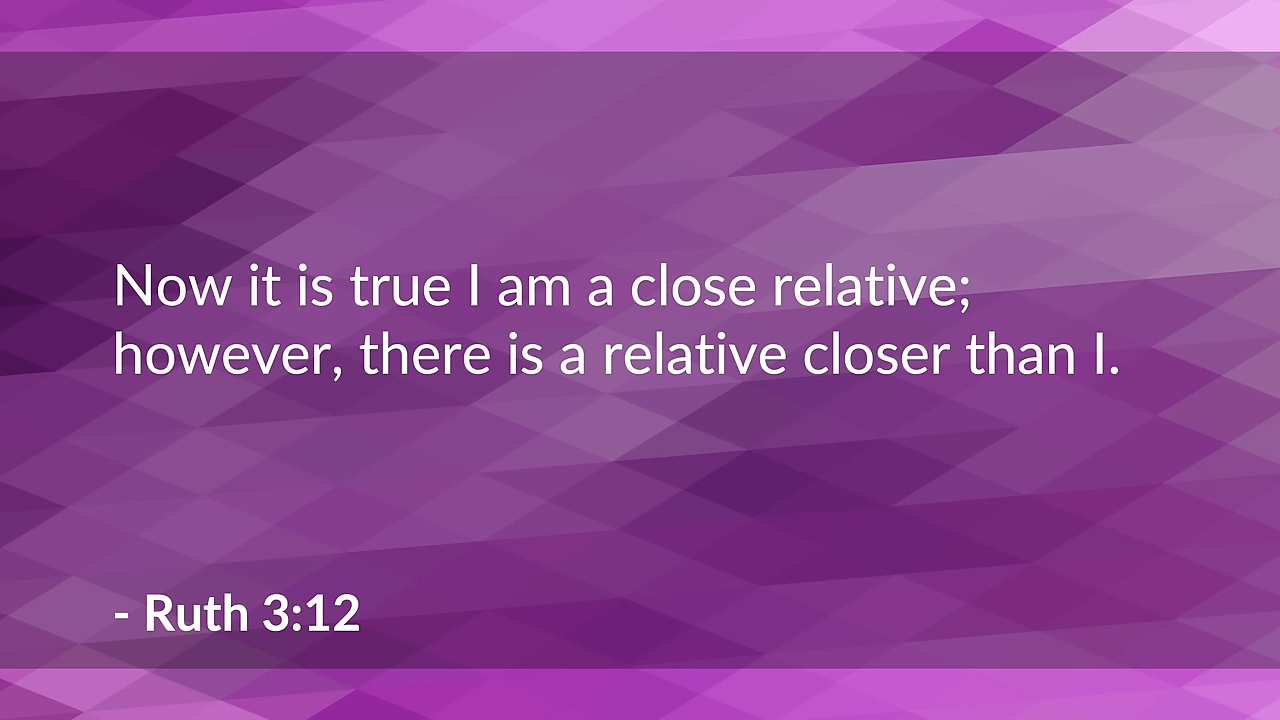 Now it is true I am a close relative;
however, there is a relative closer than I.
- Ruth 3:12